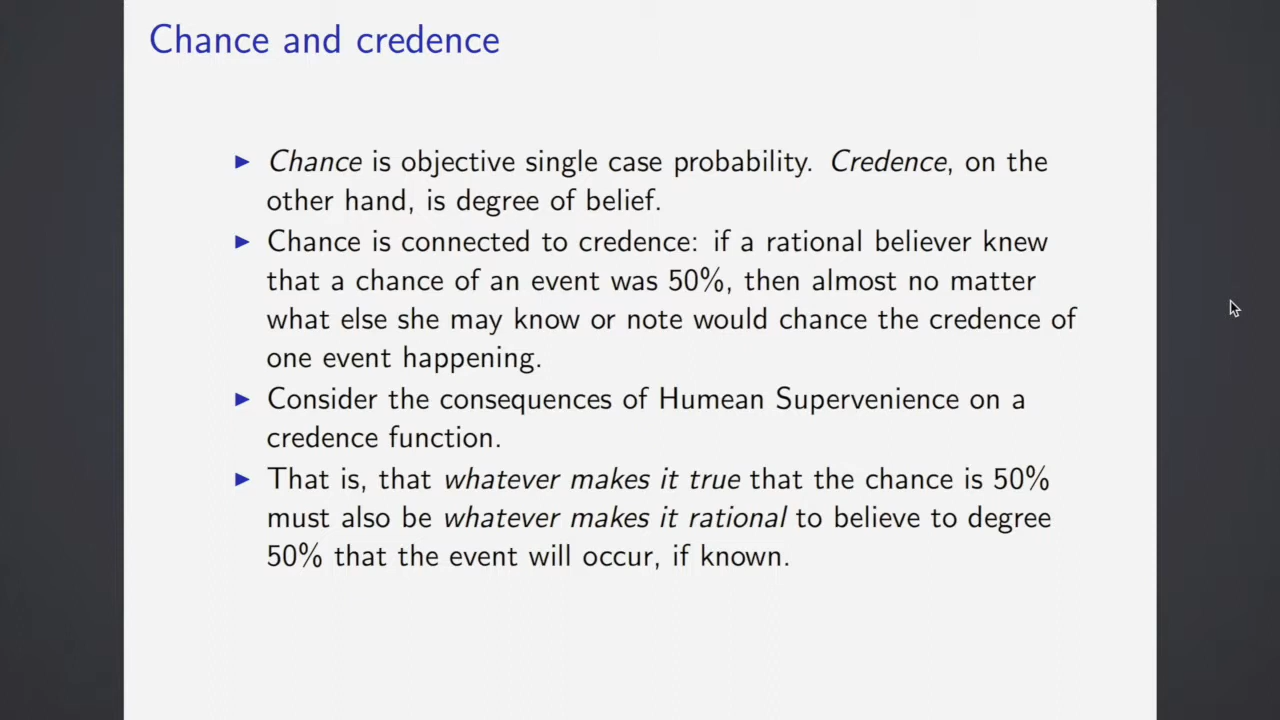 Chance and credence
▶ Chance is objective single case probability. Credence, on the
other hand, is degree of belief.
▶ Chance is connected to credence: if a rational believer knew
that a chance of an event was 50%, then almost no matter
what else she may know or note would chance the credence of
one event happening.
▶ Consider the consequences of Humean Supervenience on a
credence function.
▶ That is, that whatever makes it true that the chance is 50%
must also be whatever makes it rational to believe to degree
50% that the event will occur, if known.